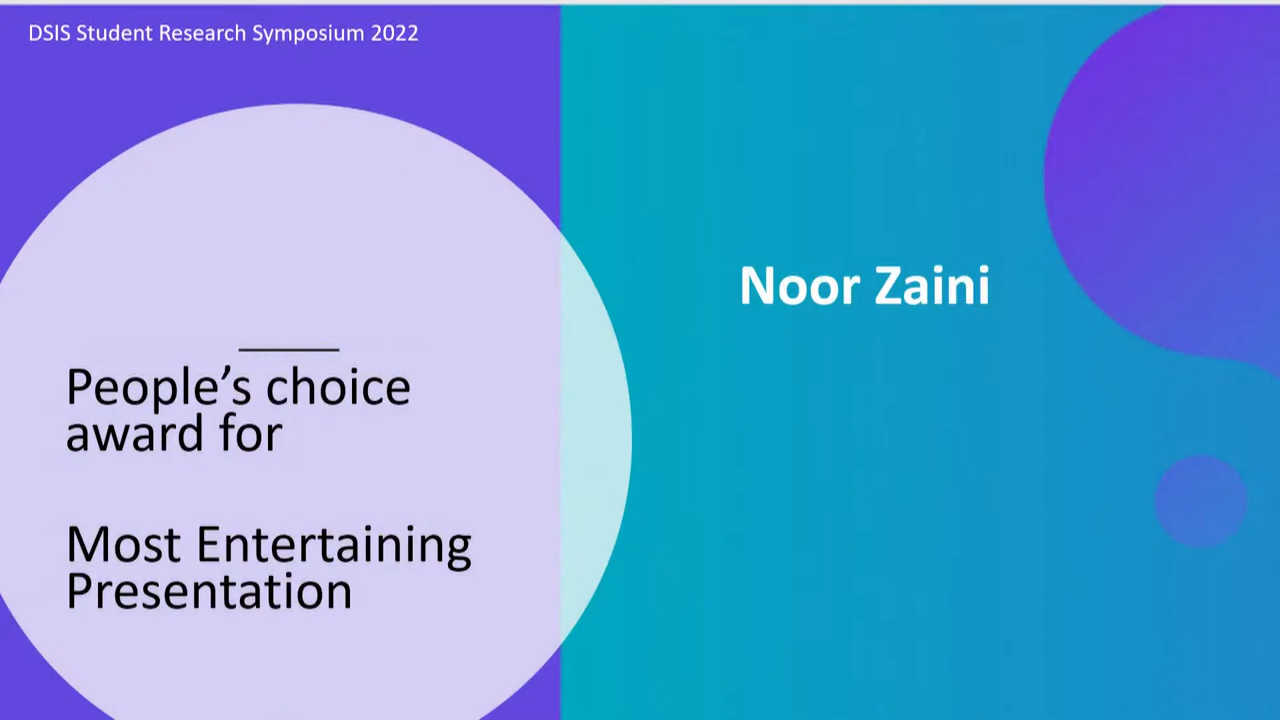 DSIS Student Research Symposium 2022
Noor Zaini
People’s choice
award for
Most Entertaining
Presentation